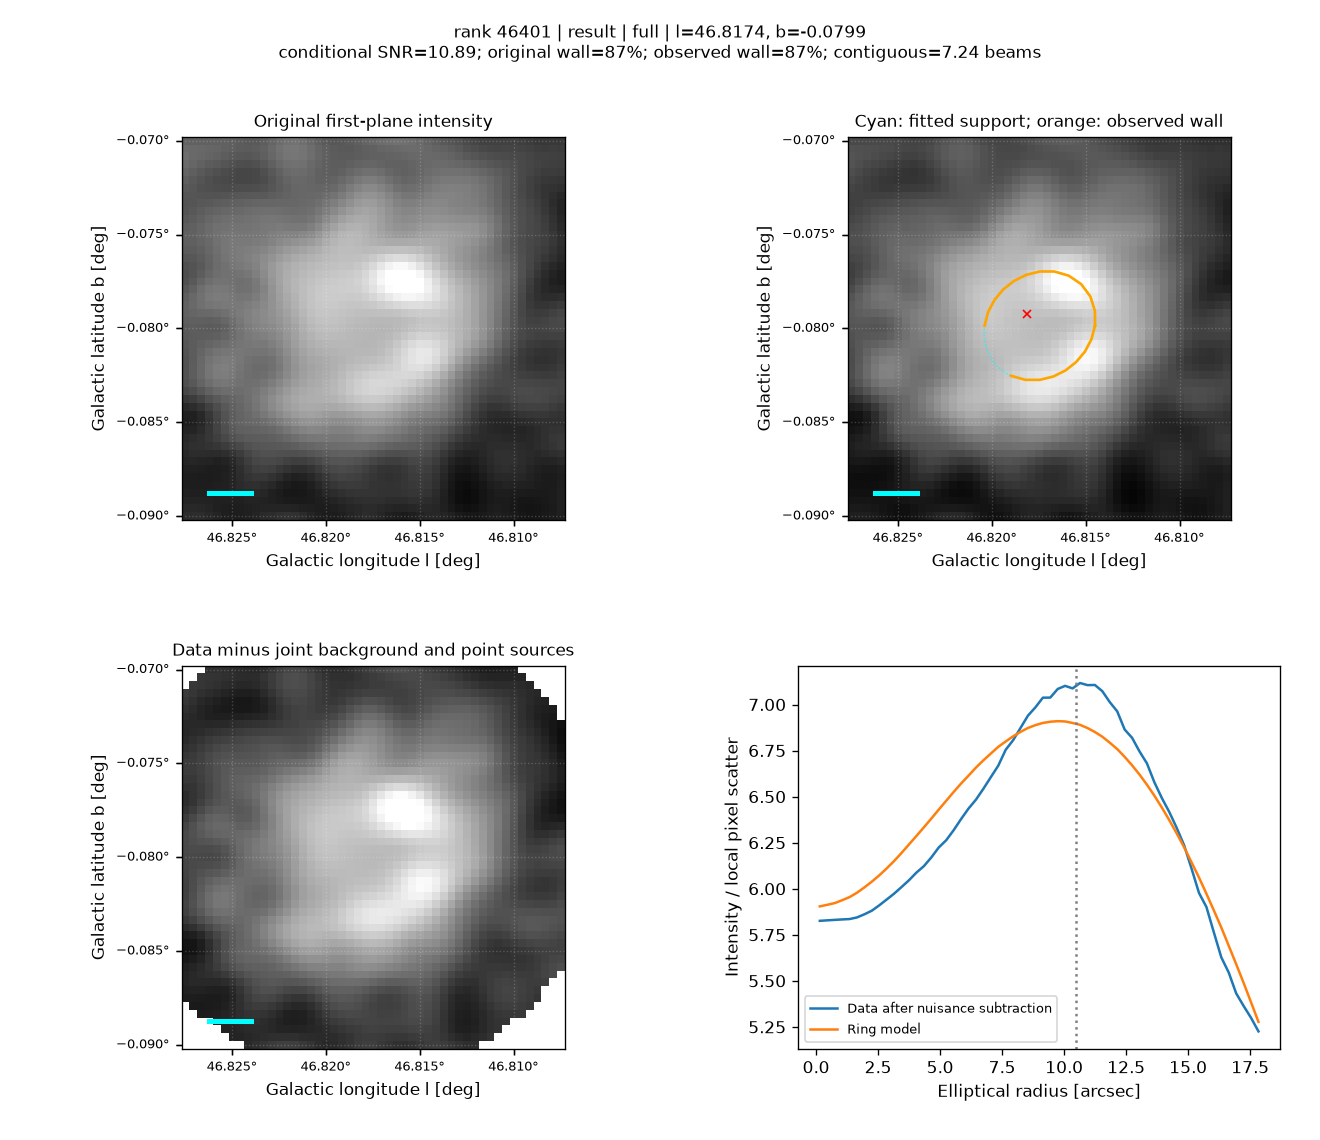 rank 46401 | result | full | l=46.8174, b=-0.0799
conditional SNR=10.89; original wall=87%; observed wall=87%; contiguous=7.24 beams
Original first-plane intensity
−0.070°
−0.075°
−0.080°
−0.085°
−0.090°
Galactic latitude b [deg]
46.825°
46.820°
46.815°
46.810°
Galactic longitude l [deg]
Cyan: fitted support; orange: observed wall
−0.070°
−0.075°
−0.080°
−0.085°
−0.090°
Galactic latitude b [deg]
46.825°
46.820°
46.815°
46.810°
Galactic longitude l [deg]
Data minus joint background and point sources
−0.070°
−0.075°
−0.080°
−0.085°
−0.090°
Galactic latitude b [deg]
46.825°
46.820°
46.815°
46.810°
Galactic longitude l [deg]
7.00
6.75
6.50
6.25
6.00
5.75
5.50
5.25
Intensity / local pixel scatter
Data after nuisance subtraction
Ring model
0.0
2.5
5.0
7.5
10.0
12.5
15.0
17.5
Elliptical radius [arcsec]